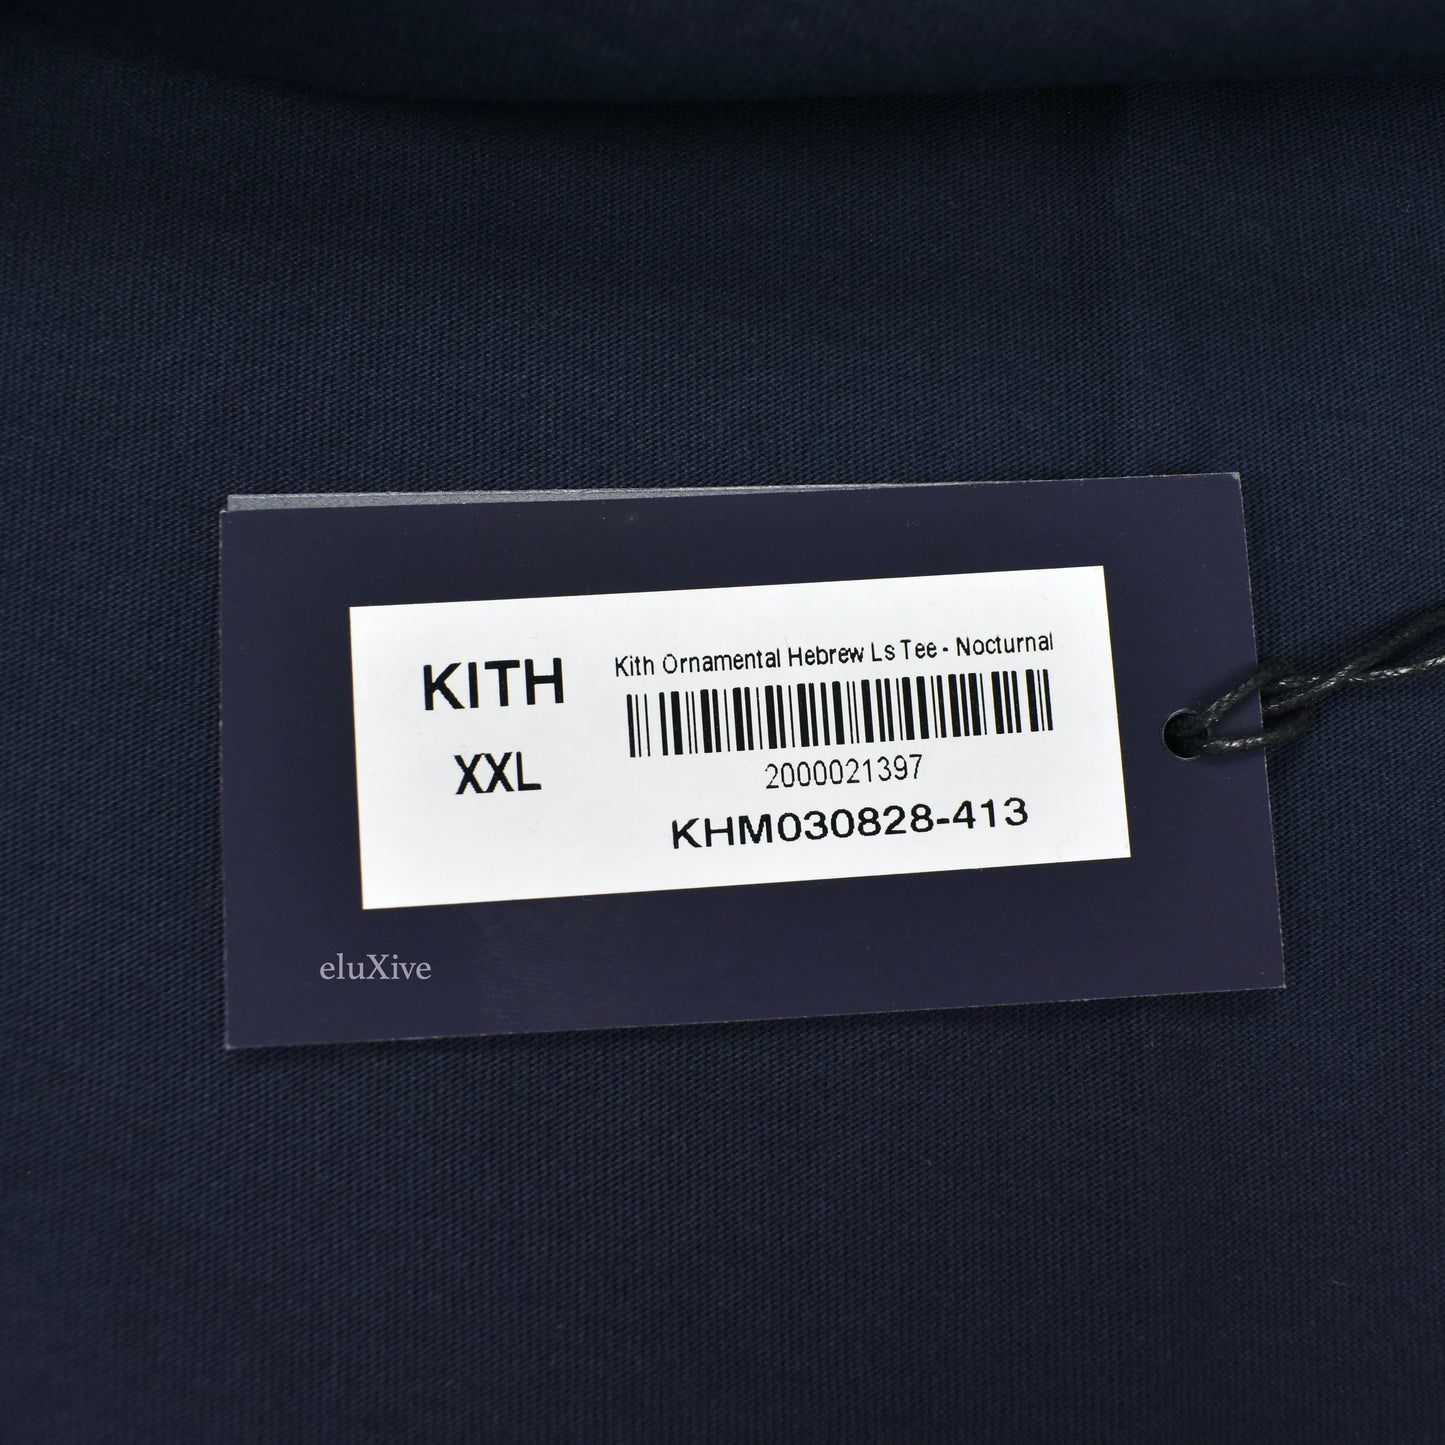 KITH
XXL
Kith Ornamental Hebrew Ls Tee - Nocturnal
2000021397
KHM030828-413
eluXive